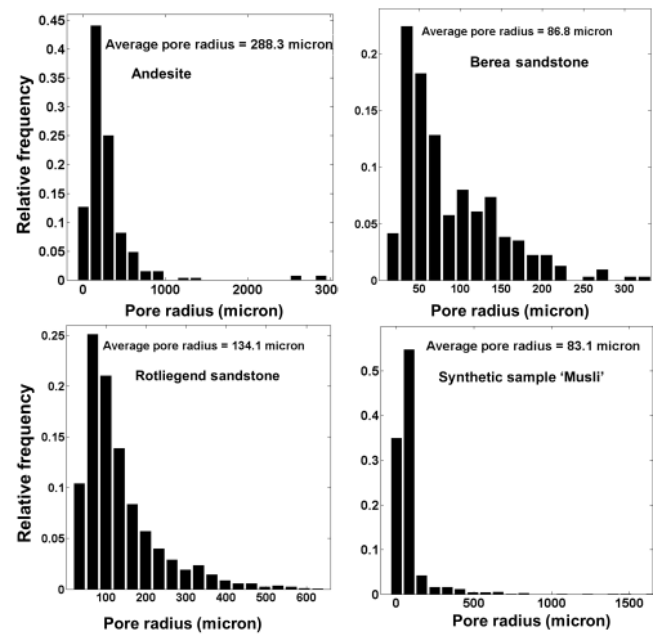 0.45
0.4
0.35
0.3
0.25
0.2
0.15
0.1
0.05
0
Relative frequency
Average pore radius = 288.3 micron
Andesite
0 1000 2000 300
Pore radius (micron)
0.2
0.15
0.1
0.05
0
Average pore radius = 86.8 micron
Berea sandstone
50 100 150 200 250 300
Pore radius (micron)
0.25
0.2
0.15
0.1
0.05
0
Relative frequency
Average pore radius = 134.1 micron
Rotliegend sandstone
100 200 300 400 500 600
Pore radius (micron)
0.5
0.4
0.3
0.2
0.1
0
Average pore radius = 83.1 micron
Synthetic sample ‘Musli’
0 500 1000 1500
Pore radius (micron)